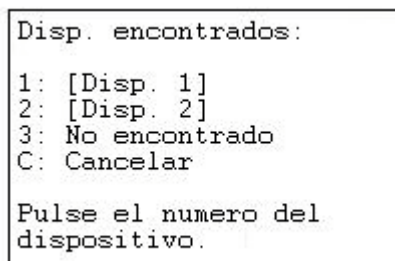 Disp. encontrados:
1: [Disp. 1]
2: [Disp. 2]
3: No encontrado
C: Cancelar
Pulse el numero del
dispositivo.